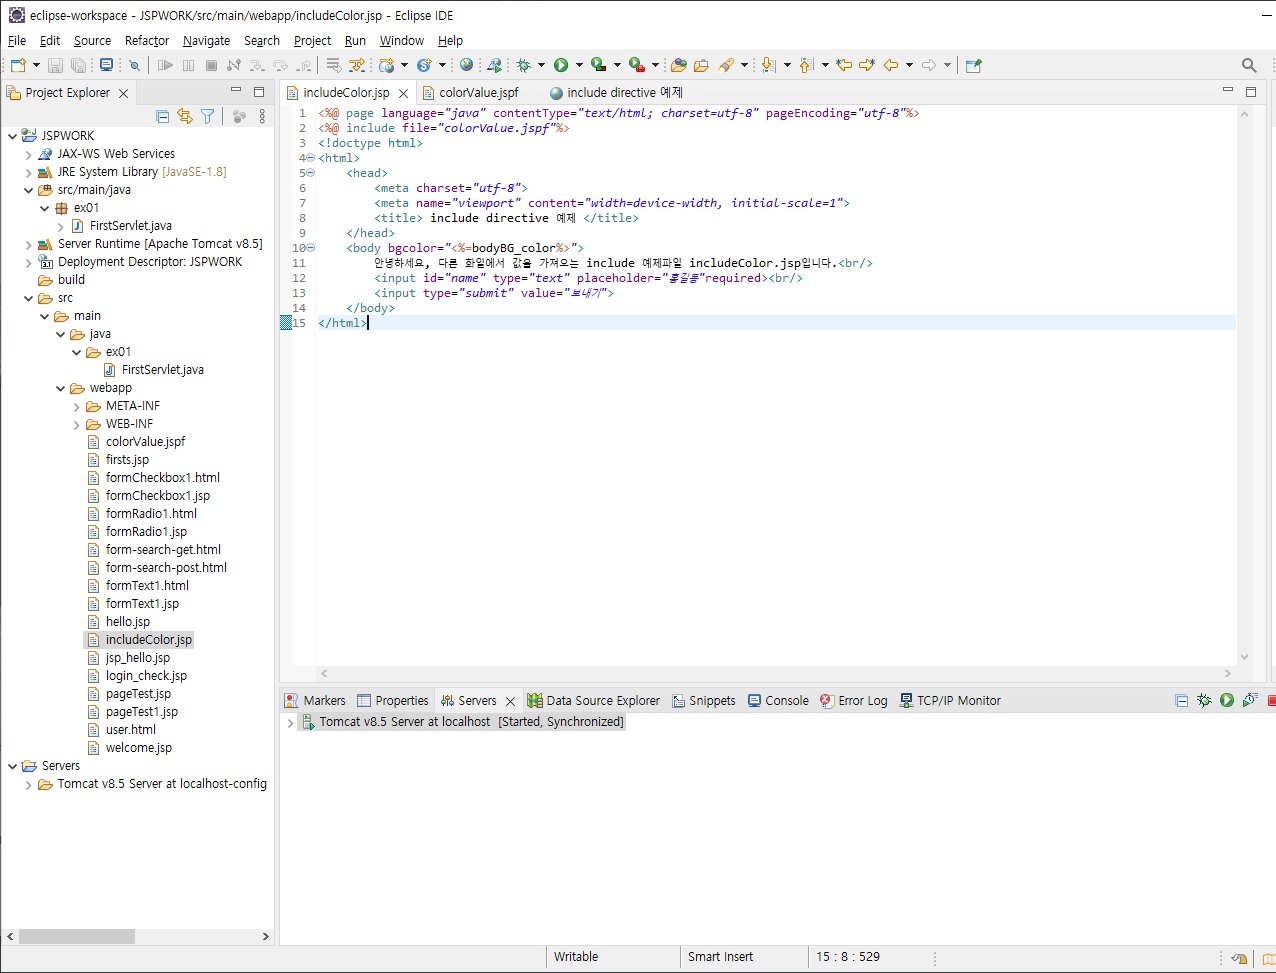 eclipse-workspace - JSPWORK/src/main/webapp/includeColor.jsp - Eclipse IDE
File Edit Source Refactor Navigate Search Project Run Window Help
Project Explorer
JSPWORK
JAX-WS Web Services
JRE System Library [JavaSE-1.8]
src/main/java
ex01
FirstServlet.java
Server Runtime [Apache Tomcat v8.5]
Deployment Descriptor: JSPWORK
build
src
main
java
ex01
FirstServlet.java
webapp
META-INF
WEB-INF
colorValue.jspf
firsts.jsp
formCheckbox1.html
formCheckbox1.jsp
formRadio1.html
formRadio1.jsp
form-search-get.html
form-search-post.html
formText1.html
formText1.jsp
hello.jsp
includeColor.jsp
jsp_hello.jsp
login_check.jsp
pageTest.jsp
pageTest1.jsp
user.html
welcome.jsp
Servers
Tomcat v8.5 Server at localhost-config
includeColor.jsp colorValue.jspf include directive 예제
1 <%@ page language="java" contentType="text/html; charset=utf-8" pageEncoding="utf-8"%>
2 <%@ include file="colorValue.jspf"%>
3 <!doctype html>
4 <html>
5 <head>
6 <meta charset="utf-8">
7 <meta name="viewport" content="width=device-width, initial-scale=1">
8 <title> include directive 예제 </title>
9 </head>
10 <body bgcolor="<%=bodyBG_color%>">
11 안녕하세요, 다른 화일에서 값을 가져오는 include 예제파일 includeColor.jsp입니다.<br/>
12 <input id="name" type="text" placeholder="홍길동"required><br/>
13 <input type="submit" value="보내기">
14 </body>
15 </html>
Markers Properties Servers Data Source Explorer Snippets Console Error Log TCP/IP Monitor
Tomcat v8.5 Server at localhost [Started, Synchronized]
Writable Smart Insert 15 : 8 : 529